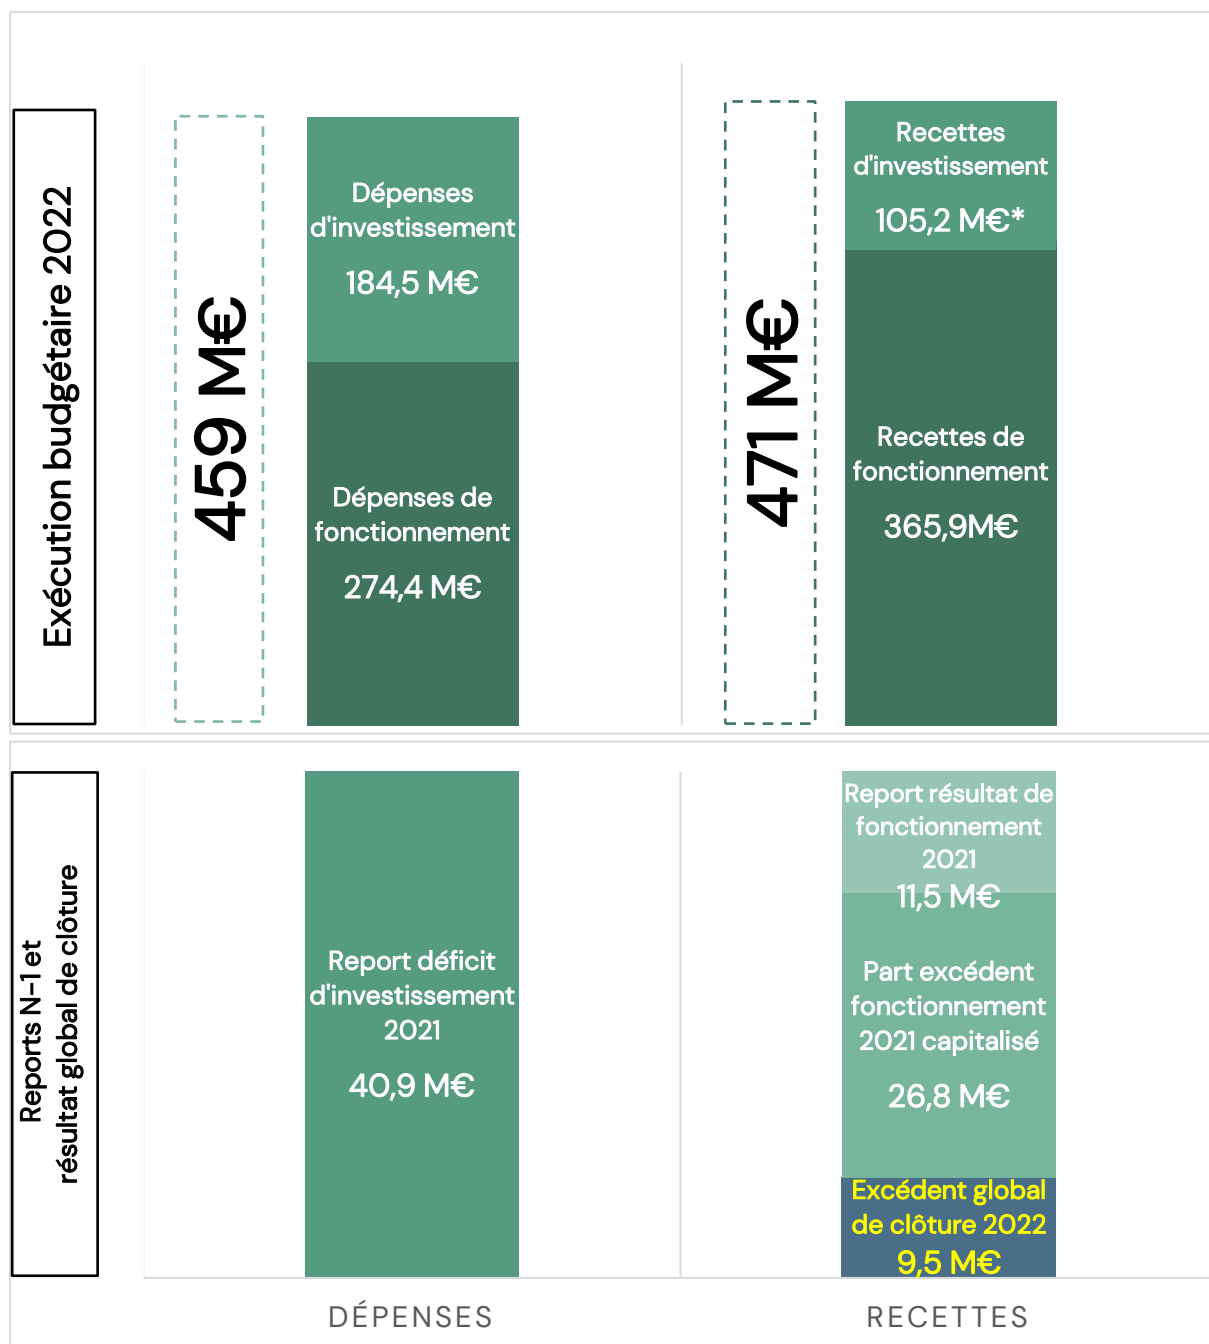 Exécution budgétaire 2022
459 M€
Dépenses
d'investissement
184,5 M€
Dépenses de
fonctionnement
274,4 M€
471 M€
Recettes
d'investissement
105,2 M€*
Recettes de
fonctionnement
365,9M€
Reports N-1 et
résultat global de clôture
Report déficit
d'investissement
2021
40,9 M€
Report résultat de
fonctionnement
2021
11,5 M€
Part excédent
fonctionnement
2021 capitalisé
26,8 M€
Excédent global
de clôture 2022
9,5 M€
DÉPENSES
RECETTES